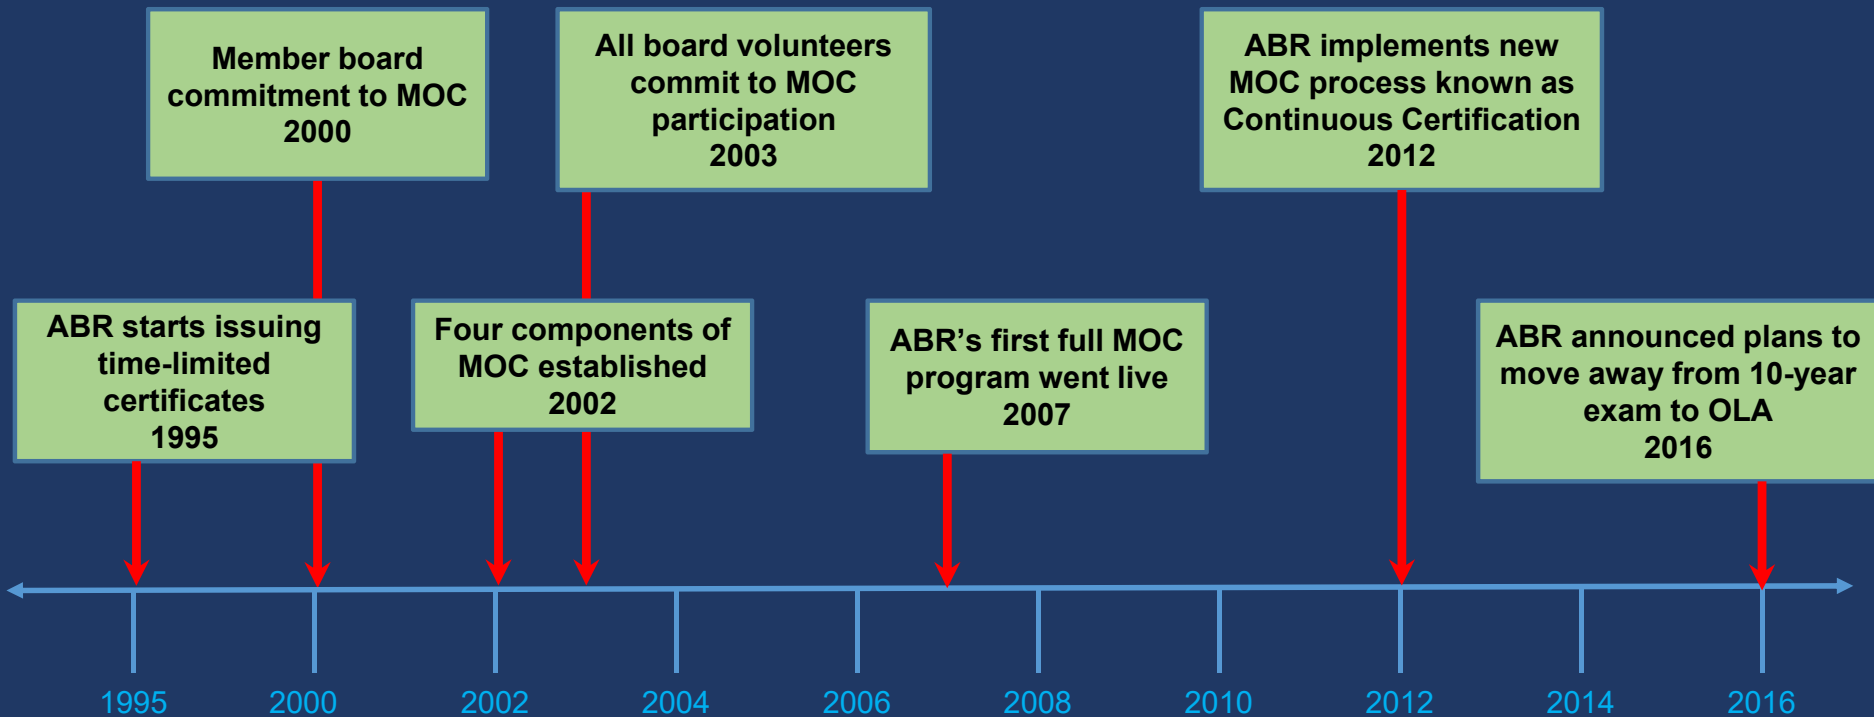 Member board
commitment to MOC
2000
All board volunteers
commit to MOC
participation
2003
ABR implements new
MOC process known as
Continuous Certification
2012
ABR starts issuing
time-limited
certificates
1995
Four components of
MOC established
2002
ABR’s first full MOC
program went live
2007
ABR announced plans to
move away from 10-year
exam to OLA
2016
1995
2000
2002
2004
2006
2008
2010
2012
2014
2016